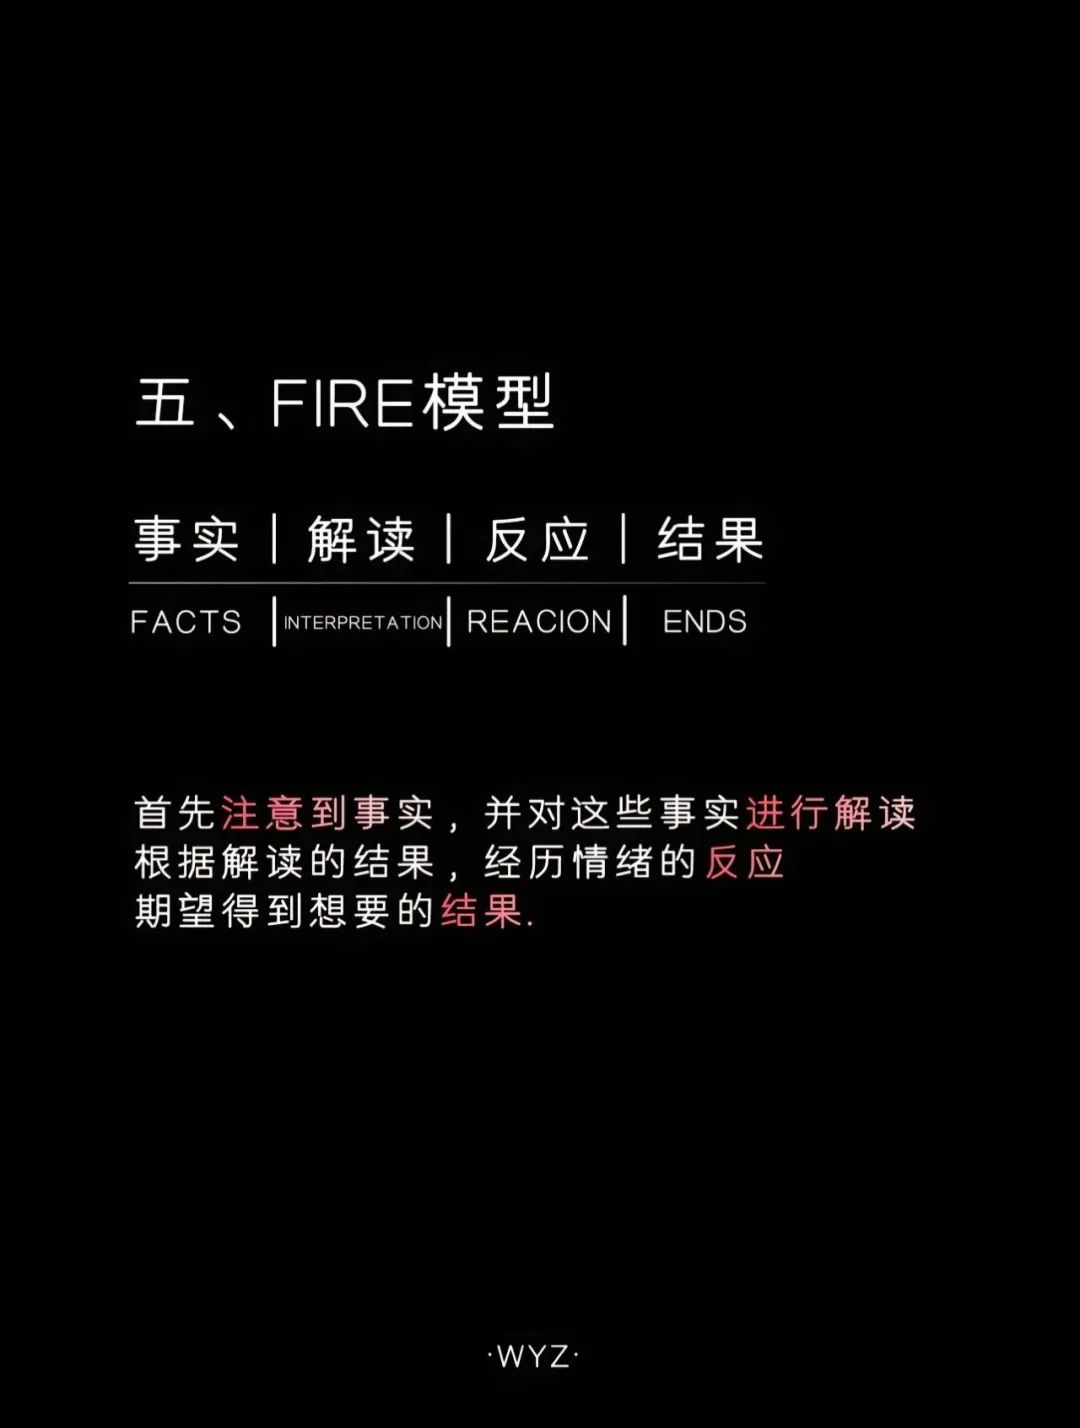 五、FIRE模型
事实|解读|反应|结果
FACTS|INTERPRETATION|REACION|ENDS
首先注意到事实，并对这些事实进行解读
根据解读的结果，经历情绪的反应
期望得到想要的结果.
·WYZ·